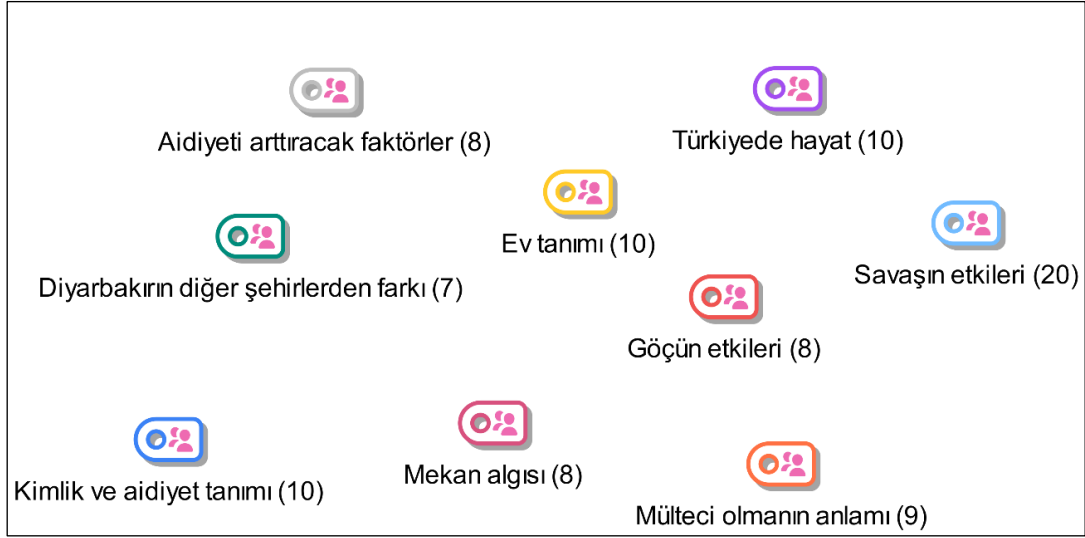 Aidiyeti arttıracak faktörler (8)
Türkiyede hayat (10)
Ev tanımı (10)
Diyarbakırın diğer şehirlerden farkı (7)
Savaşın etkileri (20)
Göçün etkileri (8)
Kimlik ve aidiyet tanımı (10)
Mekan algısı (8)
Mülteci olmanın anlamı (9)